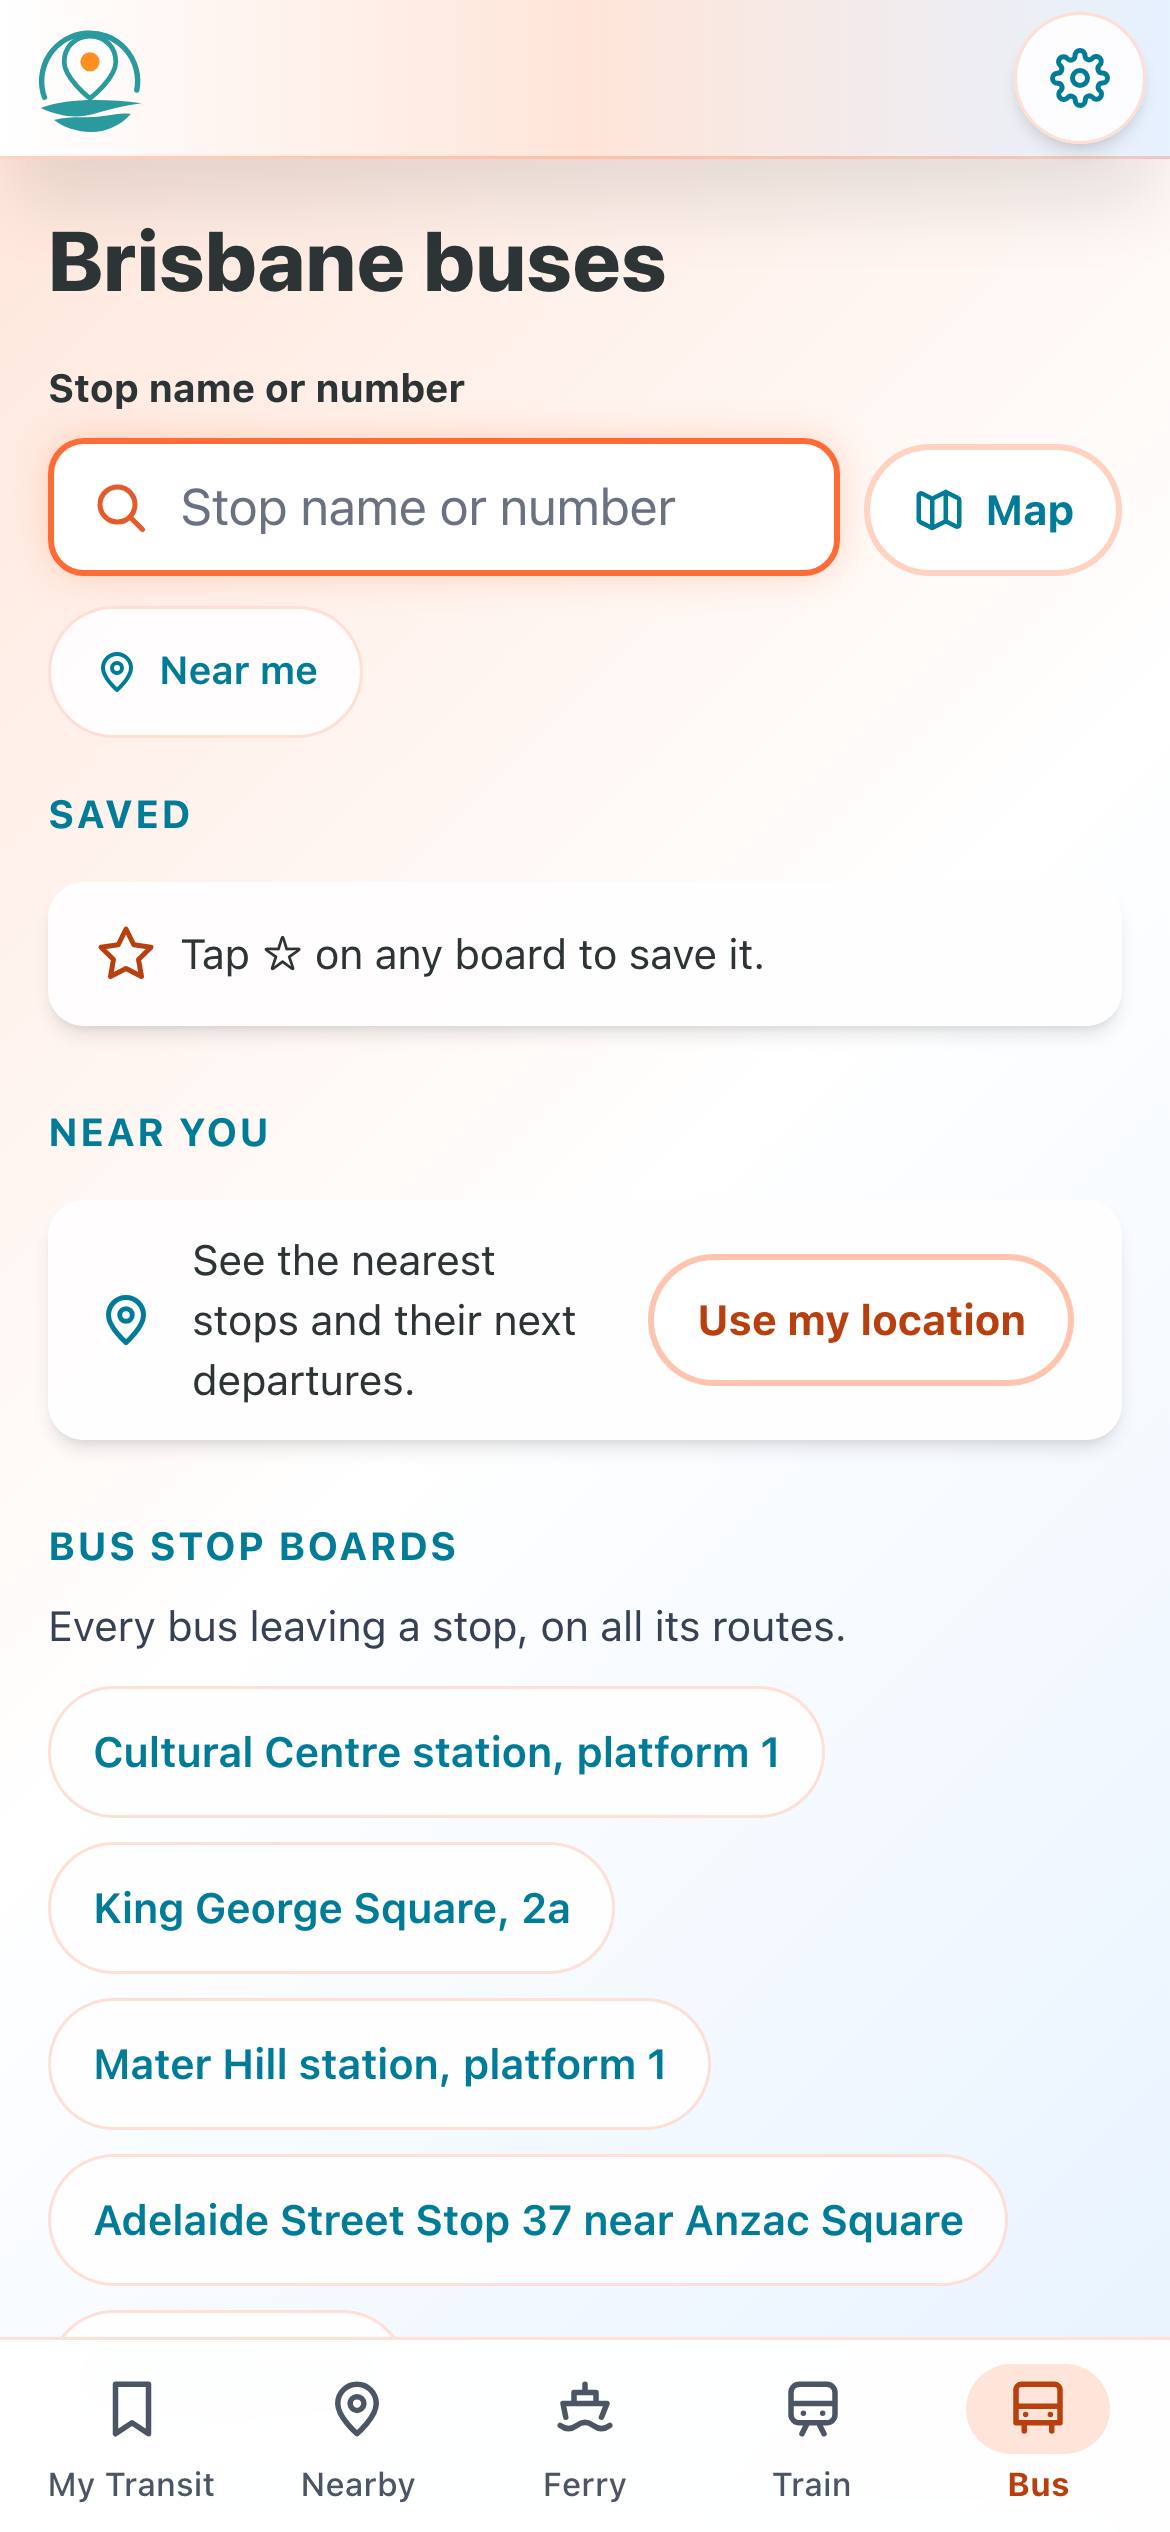 Brisbane buses
Stop name or number
Stop name or number
Map
Near me
SAVED
Tap ☆ on any board to save it.
NEAR YOU
See the nearest
stops and their next
departures.
Use my location
BUS STOP BOARDS
Every bus leaving a stop, on all its routes.
Cultural Centre station, platform 1
King George Square, 2a
Mater Hill station, platform 1
Adelaide Street Stop 37 near Anzac Square
My Transit
Nearby
Ferry
Train
Bus